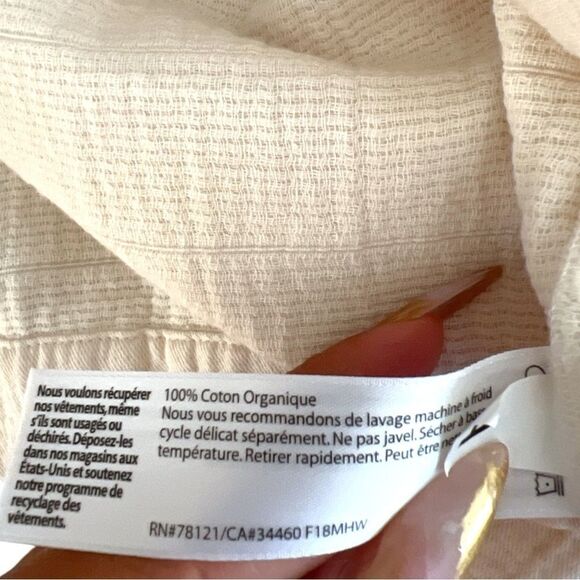 Nous voulons récupérer
nos vêtements, même
s'ils sont usagés ou
déchirés. Déposez-les
dans nos magasins aux
États-Unis et soutenez
notre programme de
recyclage des
vêtements.
100% Coton Organique
Nous vous recommandons de lavage machine à froid
cycle délicat séparément. Ne pas javel. Sécher à basse
température. Retirer rapidement. Peut être
RN#78121/CA#34460 F18MHW